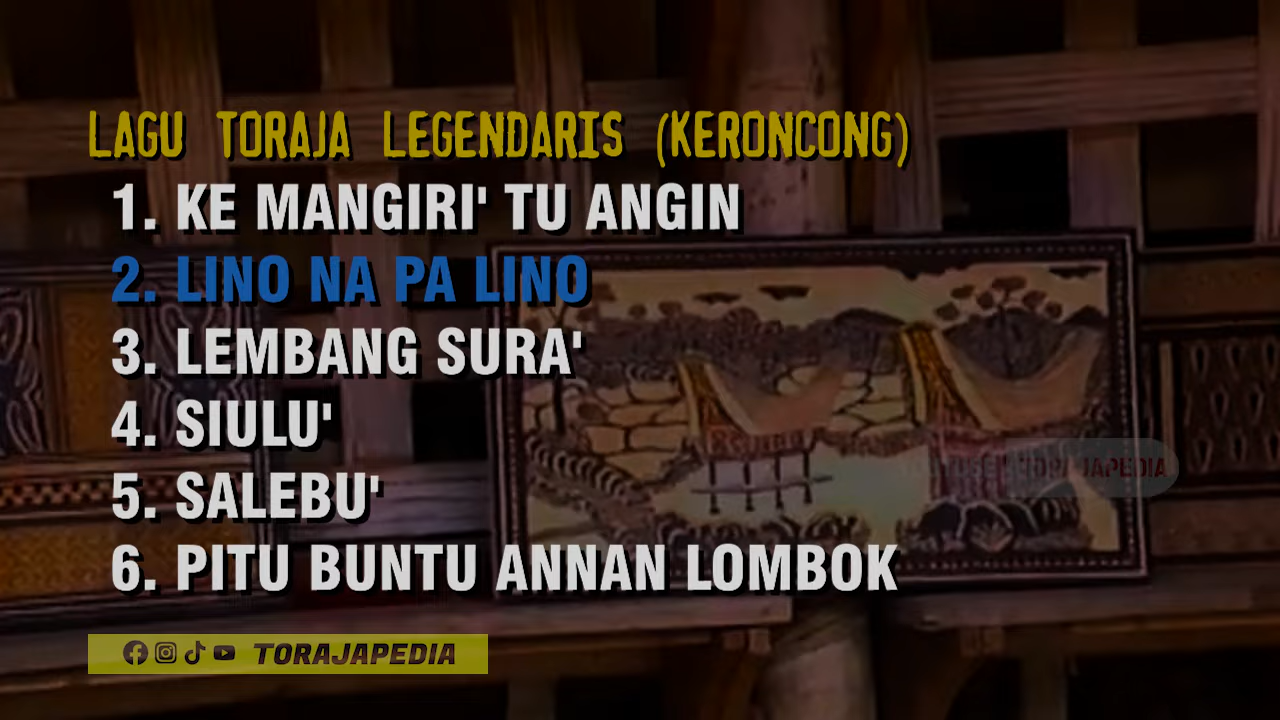 LAGU TORAJA LEGENDARIS (KERONCONG)
1. KE MANGIRI' TU ANGIN
2. LINO NA PA LINO
3. LEMBANG SURA'
4. SIULU'
TORAJAPEDIA
5. SALEBU'
6. PITU BUNTU ANNAN LOMBOK
TORAJAPEDIA